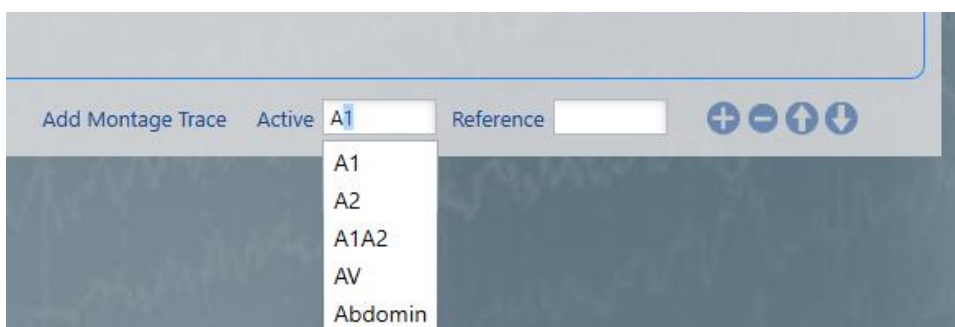 Add Montage Trace Active A1 Reference
A1
A2
A1A2
AV
Abdomin